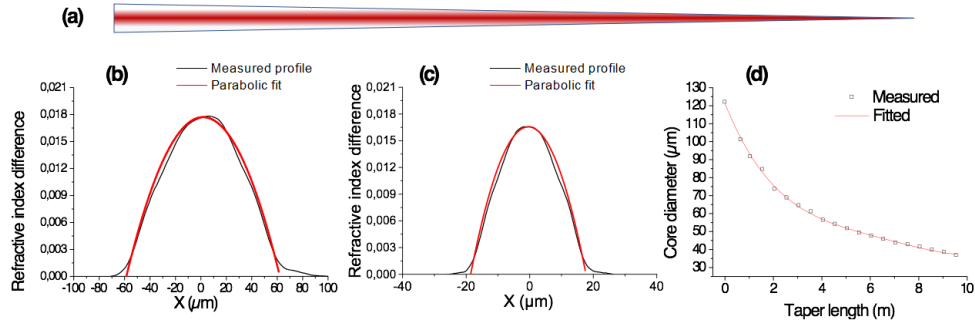 (a)
(b)
Measured profile
Parabolic fit
Refractive index difference
0,021
0,018
0,015
0,012
0,009
0,006
0,003
0,000
-100 -80 -60 -40 -20 0 20 40 60 80 100
X (µm)
(c)
Measured profile
Parabolic fit
Refractive index difference
0,021
0,018
0,015
0,012
0,009
0,006
0,003
0,000
-40 -20 0 20 40
X (µm)
(d)
Measured
Fitted
Core diameter (µm)
130
120
110
100
90
80
70
60
50
40
30
0 2 4 6 8 10
Taper length (m)